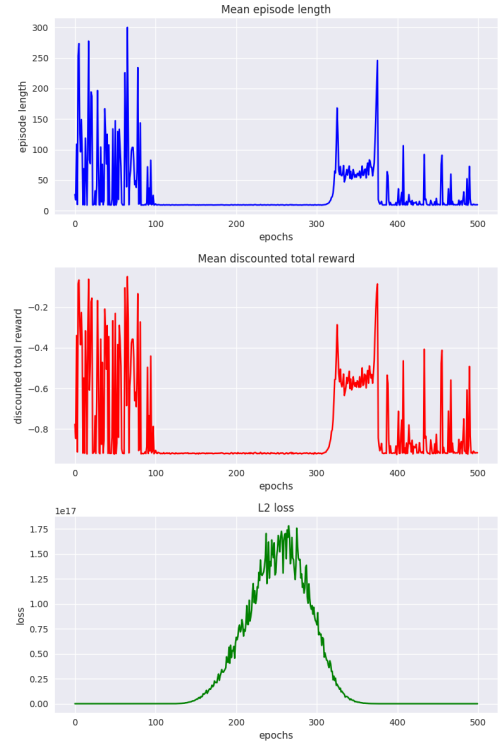 Mean episode length
300
250
200
150
100
50
0
episode length
0 100 200 300 400 500
epochs
Mean discounted total reward
−0.2
−0.4
−0.6
−0.8
discounted total reward
0 100 200 300 400 500
epochs
L2 loss
1e17
1.75
1.50
1.25
1.00
0.75
0.50
0.25
0.00
loss
0 100 200 300 400 500
epochs